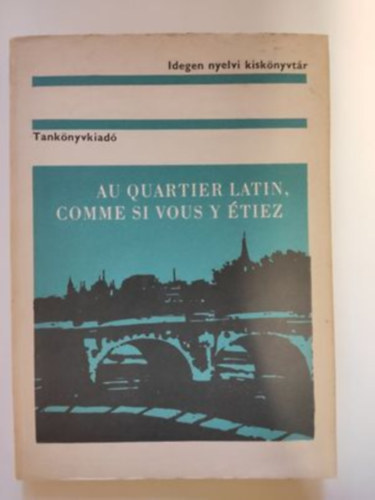 Idegen nyelvi kiskönyvtár
Tankönyvkiadó
AU QUARTIER LATIN,
COMME SI VOUS Y ÉTIEZ